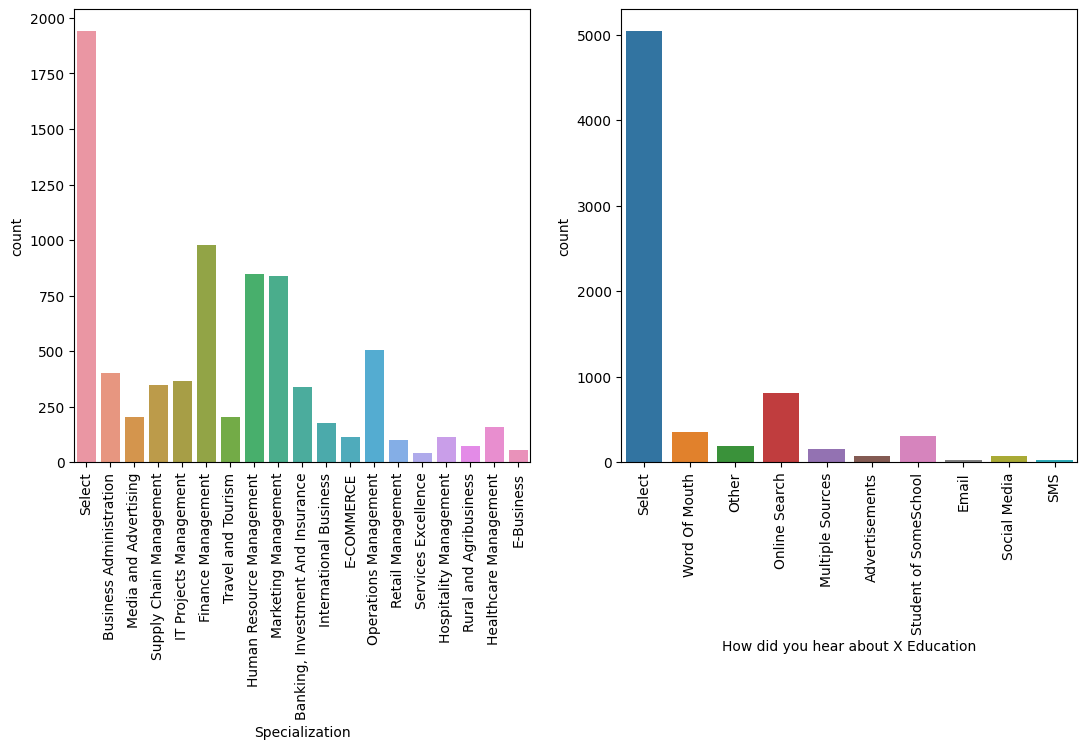 2000
1750
1500
1250
1000
750
500
250
0
count
Select
Business Administration
Media and Advertising
Supply Chain Management
IT Projects Management
Finance Management
Travel and Tourism
Human Resource Management
Marketing Management
Banking, Investment And Insurance
International Business
E-COMMERCE
Operations Management
Retail Management
Services Excellence
Hospitality Management
Rural and Agribusiness
Healthcare Management
E-Business
Specialization
5000
4000
3000
2000
1000
0
count
Select
Word Of Mouth
Other
Online Search
Multiple Sources
Advertisements
Student of SomeSchool
Email
Social Media
SMS
How did you hear about X Education